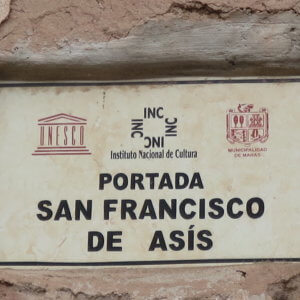 UNESCO
INC
INC
INC
INC
Instituto Nacional de Cultura
MUNICIPALIDAD
DE MARAS
PORTADA
SAN FRANCISCO
DE ASÍS